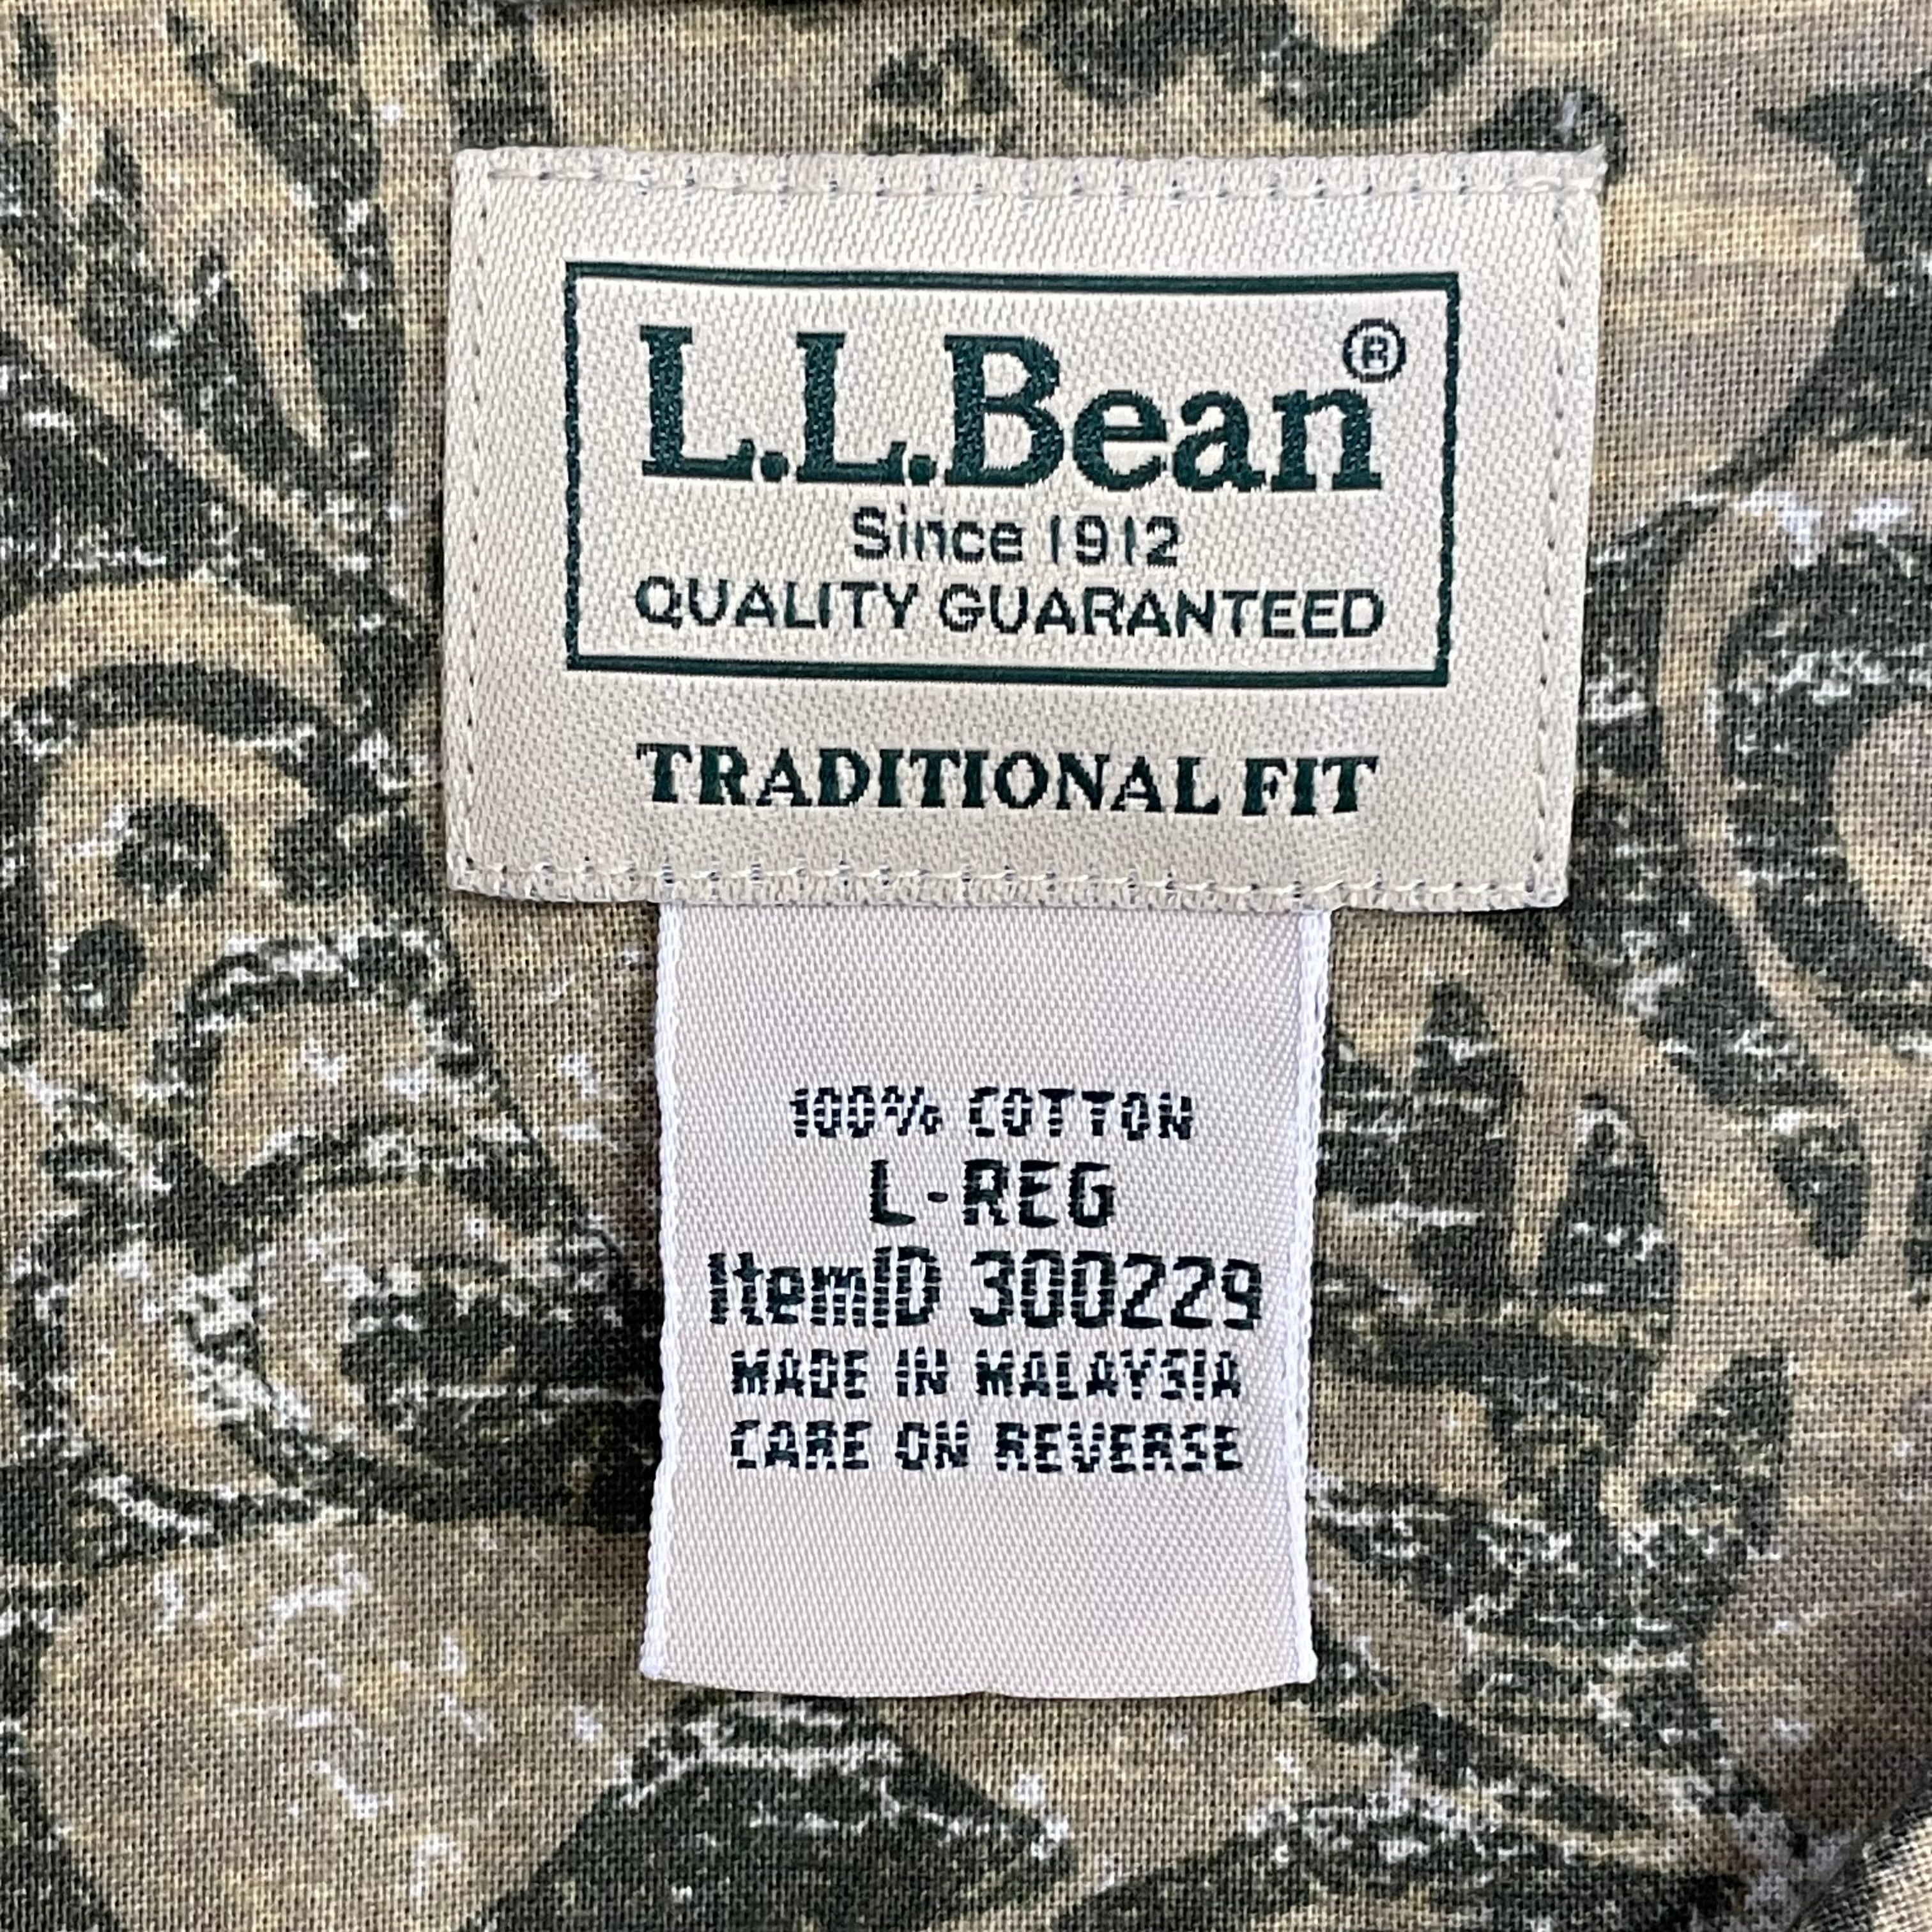 L.L.Bean®
Since 1912
QUALITY GUARANTEED
TRADITIONAL FIT
100% COTTON
L-REG
ItemID 300229
MADE IN MALAYSIA
CARE ON REVERSE